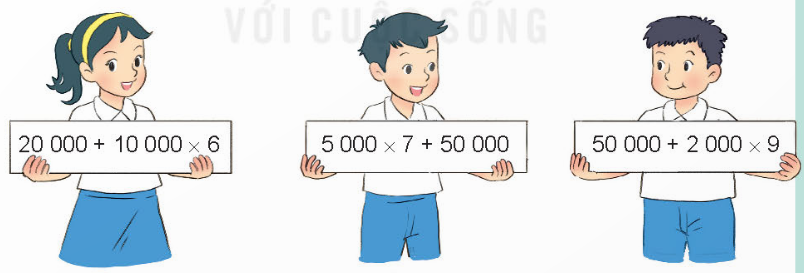 VỚI CUỘC SỐNG
20 000 + 10 000 × 6
5 000 × 7 + 50 000
50 000 + 2 000 × 9